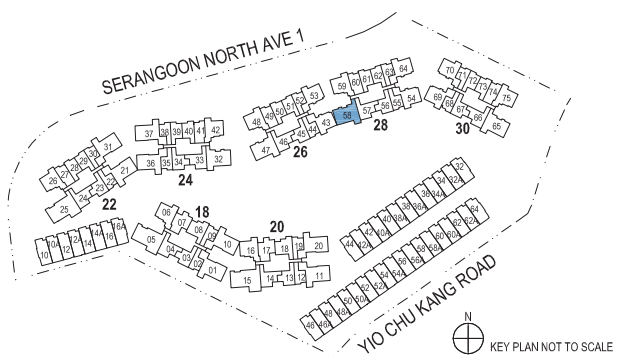 SERANGOON NORTH AVE 1
59 60 61 62 63 64
58 57 56 55 54
28
70 71 72 73 74 75
69 68 67 66 65
30
48 49 50 51 52 53
47 46 45 44 43
26
37 38 39 40 41 42
36 35 34 33 32
24
26 27 28 29 30 31
25 24 23 22 21
22
06 07 08 09 10
05 04 03 02 01
18
16 17 18 19 20
15 14 13 12 11
20
10 10A 12 12A 14 14A 16 16A
32 32A 34 34A 36 36A 38 38A 40 40A 42 42A 44
64 62A 62 60A 60 58A 58 56A 56 54A 54 52A 52 50A 50 48A 48 46A 46
YIO CHU KANG ROAD
N
KEY PLAN NOT TO SCALE